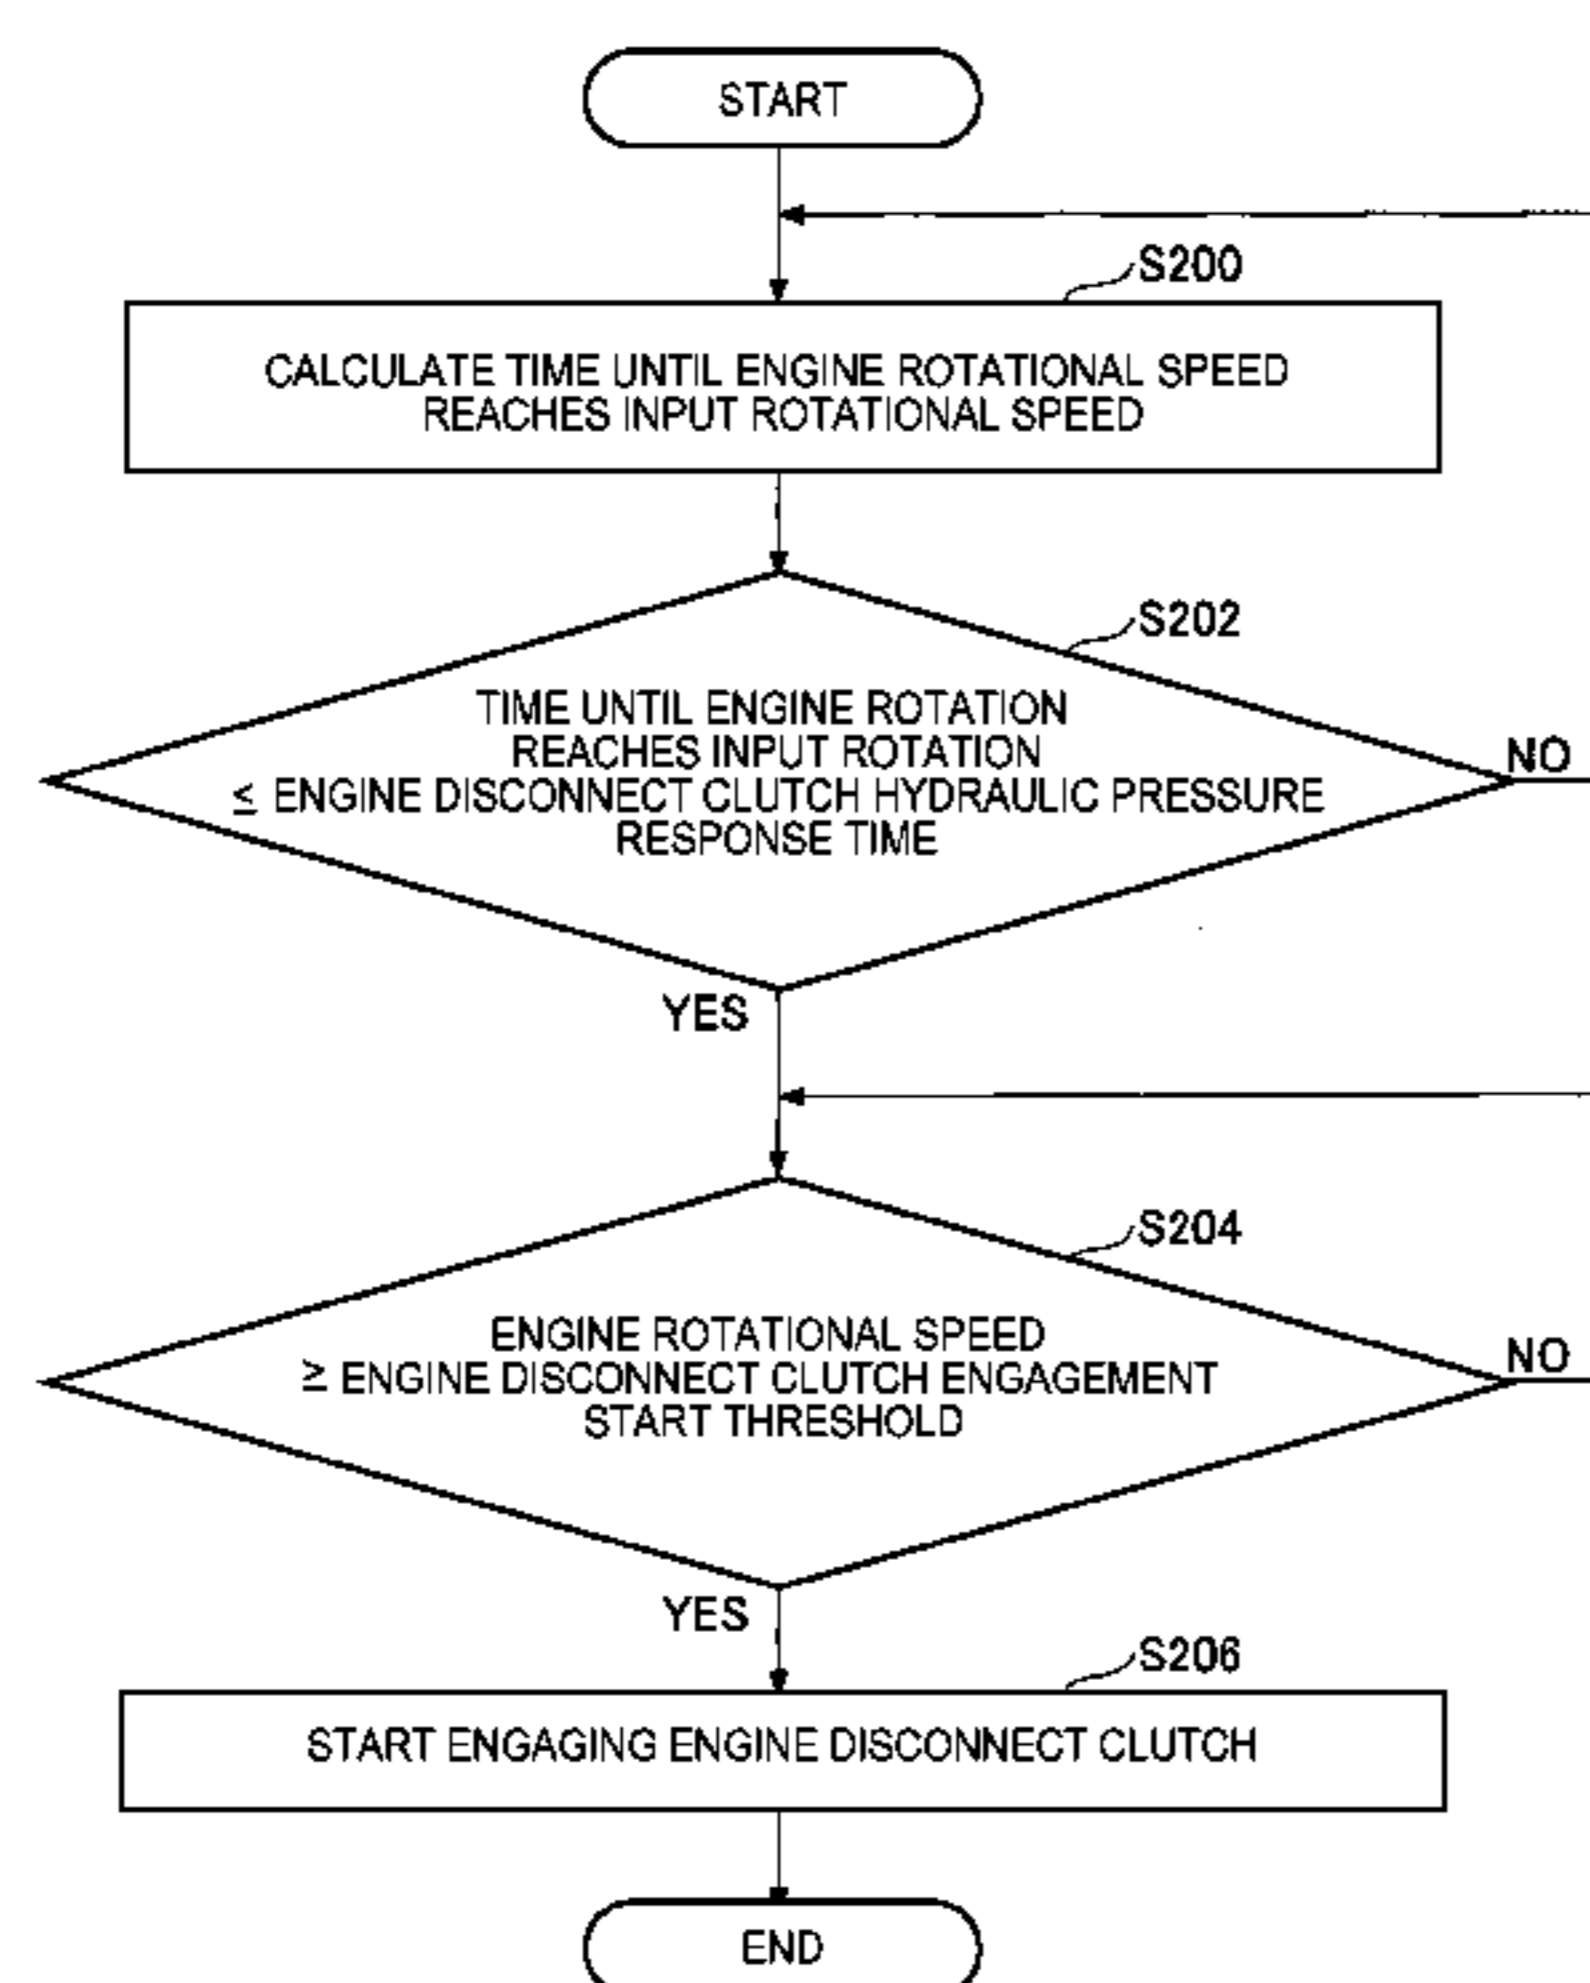 START
S200
CALCULATE TIME UNTIL ENGINE ROTATIONAL SPEED
REACHES INPUT ROTATIONAL SPEED
S202
TIME UNTIL ENGINE ROTATION
REACHES INPUT ROTATION
≤ ENGINE DISCONNECT CLUTCH HYDRAULIC PRESSURE
RESPONSE TIME
NO
YES
S204
ENGINE ROTATIONAL SPEED
≥ ENGINE DISCONNECT CLUTCH ENGAGEMENT
START THRESHOLD
NO
YES
S206
START ENGAGING ENGINE DISCONNECT CLUTCH
END